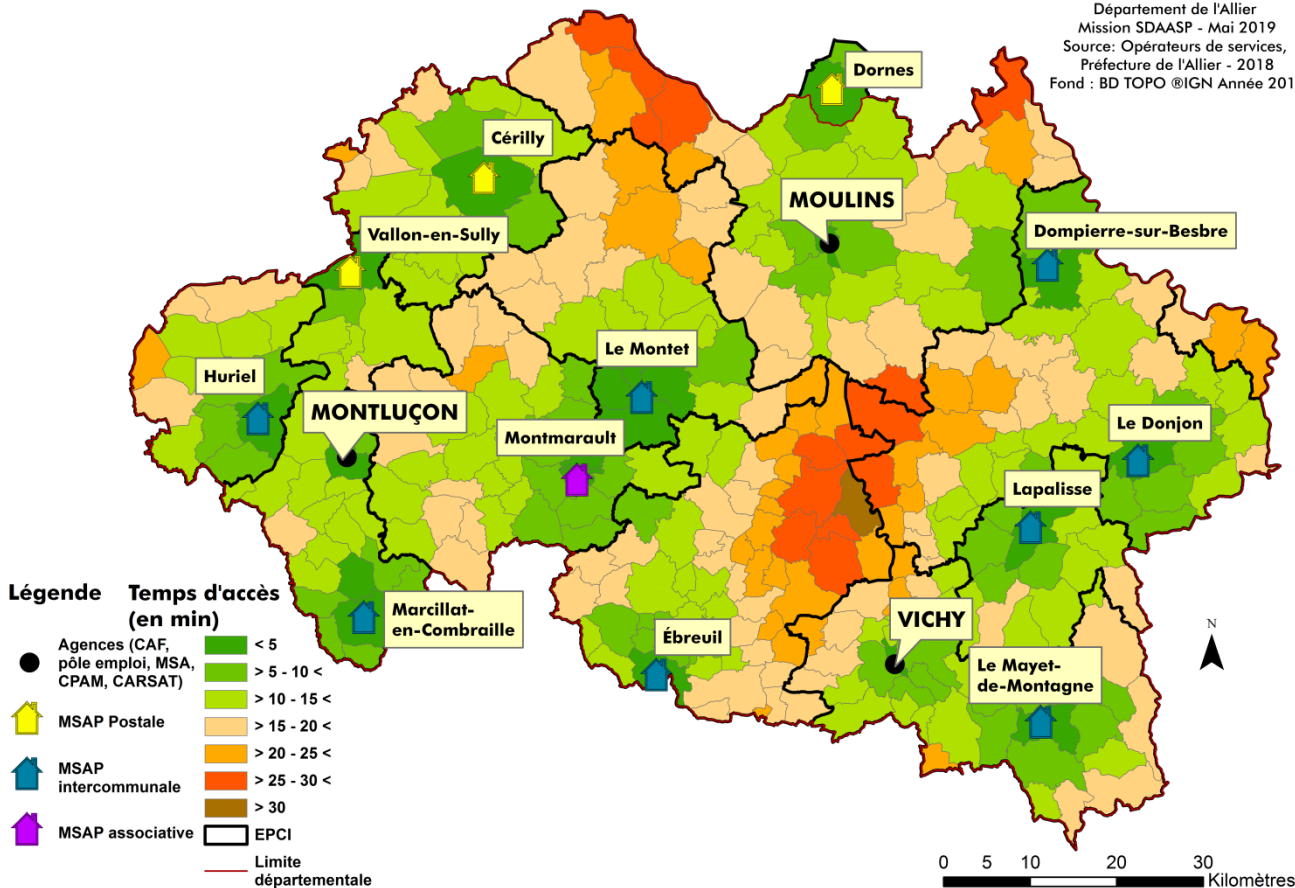 Département de l'Allier
Mission SDAASP - Mai 2019
Source: Opérateurs de services,
Préfecture de l'Allier - 2018
Fond : BD TOPO ®IGN Année 201
Dornes
Cérilly
MOULINS
Vallon-en-Sully
Dompierre-sur-Besbre
Le Montet
Huriel
MONTLUÇON
Montmarault
Le Donjon
Lapalisse
Marcillat-
en-Combraille
Ébreuil
VICHY
Le Mayet-
de-Montagne
N
Légende
Agences (CAF,
pôle emploi, MSA,
CPAM, CARSAT)
MSAP Postale
MSAP
intercommunale
MSAP associative
Temps d'accès
(en min)
< 5
> 5 - 10 <
> 10 - 15 <
> 15 - 20 <
> 20 - 25 <
> 25 - 30 <
> 30
EPCI
Limite
départementale
0 5 10 20 30
Kilomètres